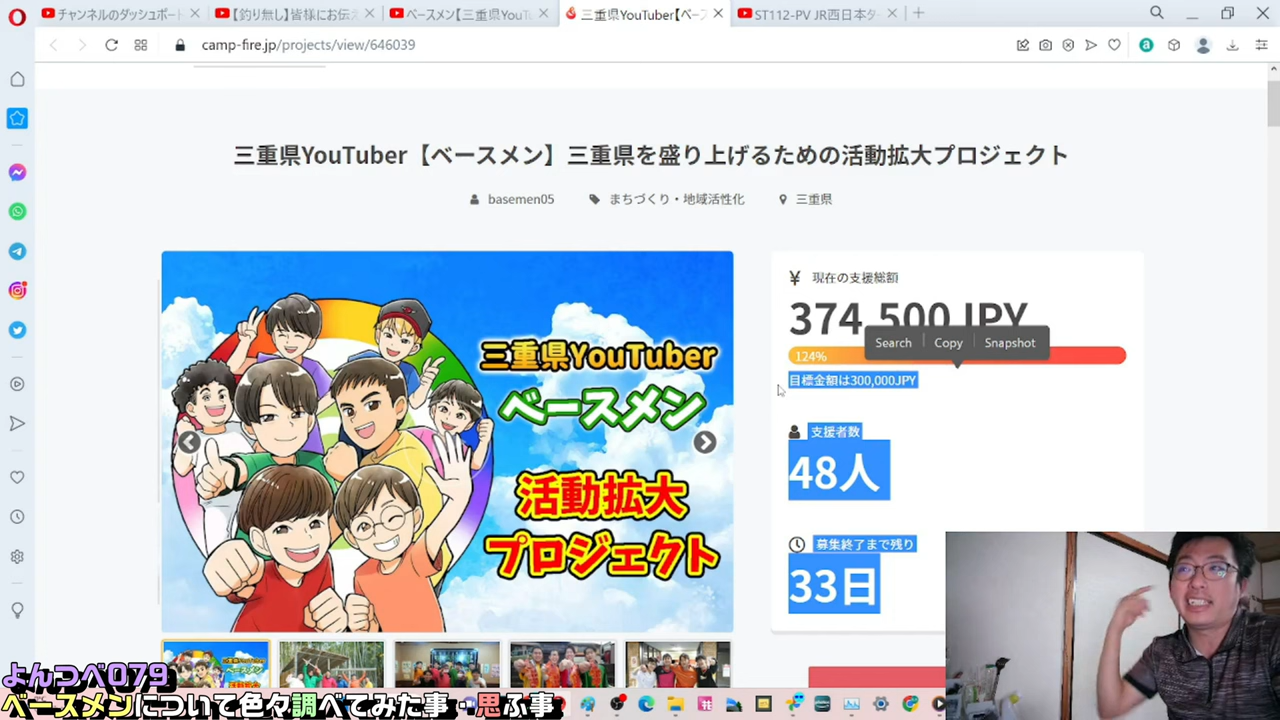 チャンネルのダッシュボート
【釣り無し】皆様にお伝え
ベースメン【三重県YouTu
三重県YouTuber【ベース
ST112-PV JR西日本タ
camp-fire.jp/projects/view/646039
三重県YouTuber【ベースメン】三重県を盛り上げるための活動拡大プロジェクト
basemen05
まちづくり・地域活性化
三重県
三重県YouTuber
ベースメン
活動拡大
プロジェクト
現在の支援総額
374,500 JPY
Search
Copy
Snapshot
124%
目標金額は300,000JPY
支援者数
48人
募集終了まで残り
33日
よんつべ079
ベースメンについて色々調べてみた事・思ふ事